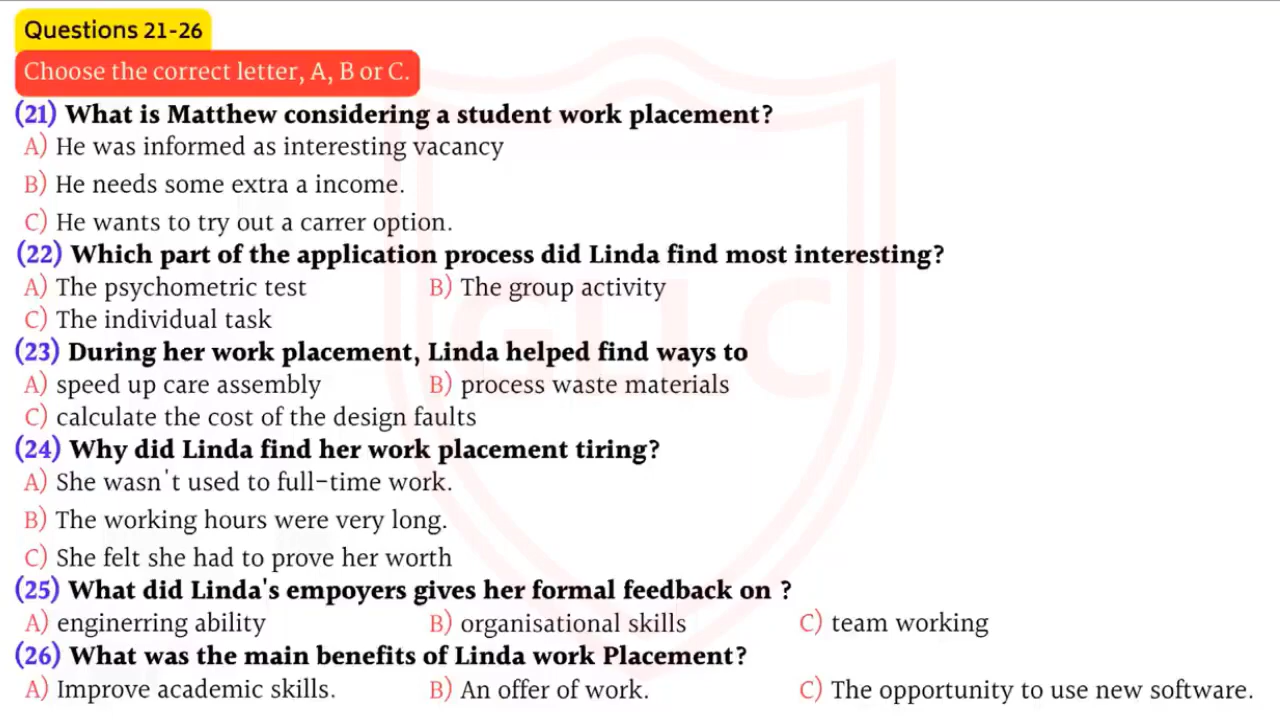 Questions 21-26
Choose the correct letter, A, B or C.
(21) What is Matthew considering a student work placement?
A) He was informed as interesting vacancy
B) He needs some extra a income.
C) He wants to try out a carrer option.
(22) Which part of the application process did Linda find most interesting?
A) The psychometric test B) The group activity
C) The individual task
(23) During her work placement, Linda helped find ways to
A) speed up care assembly B) process waste materials
C) calculate the cost of the design faults
(24) Why did Linda find her work placement tiring?
A) She wasn't used to full-time work.
B) The working hours were very long.
C) She felt she had to prove her worth
(25) What did Linda's empoyers gives her formal feedback on ?
A) enginerring ability B) organisational skills C) team working
(26) What was the main benefits of Linda work Placement?
A) Improve academic skills. B) An offer of work. C) The opportunity to use new software.
GLLC